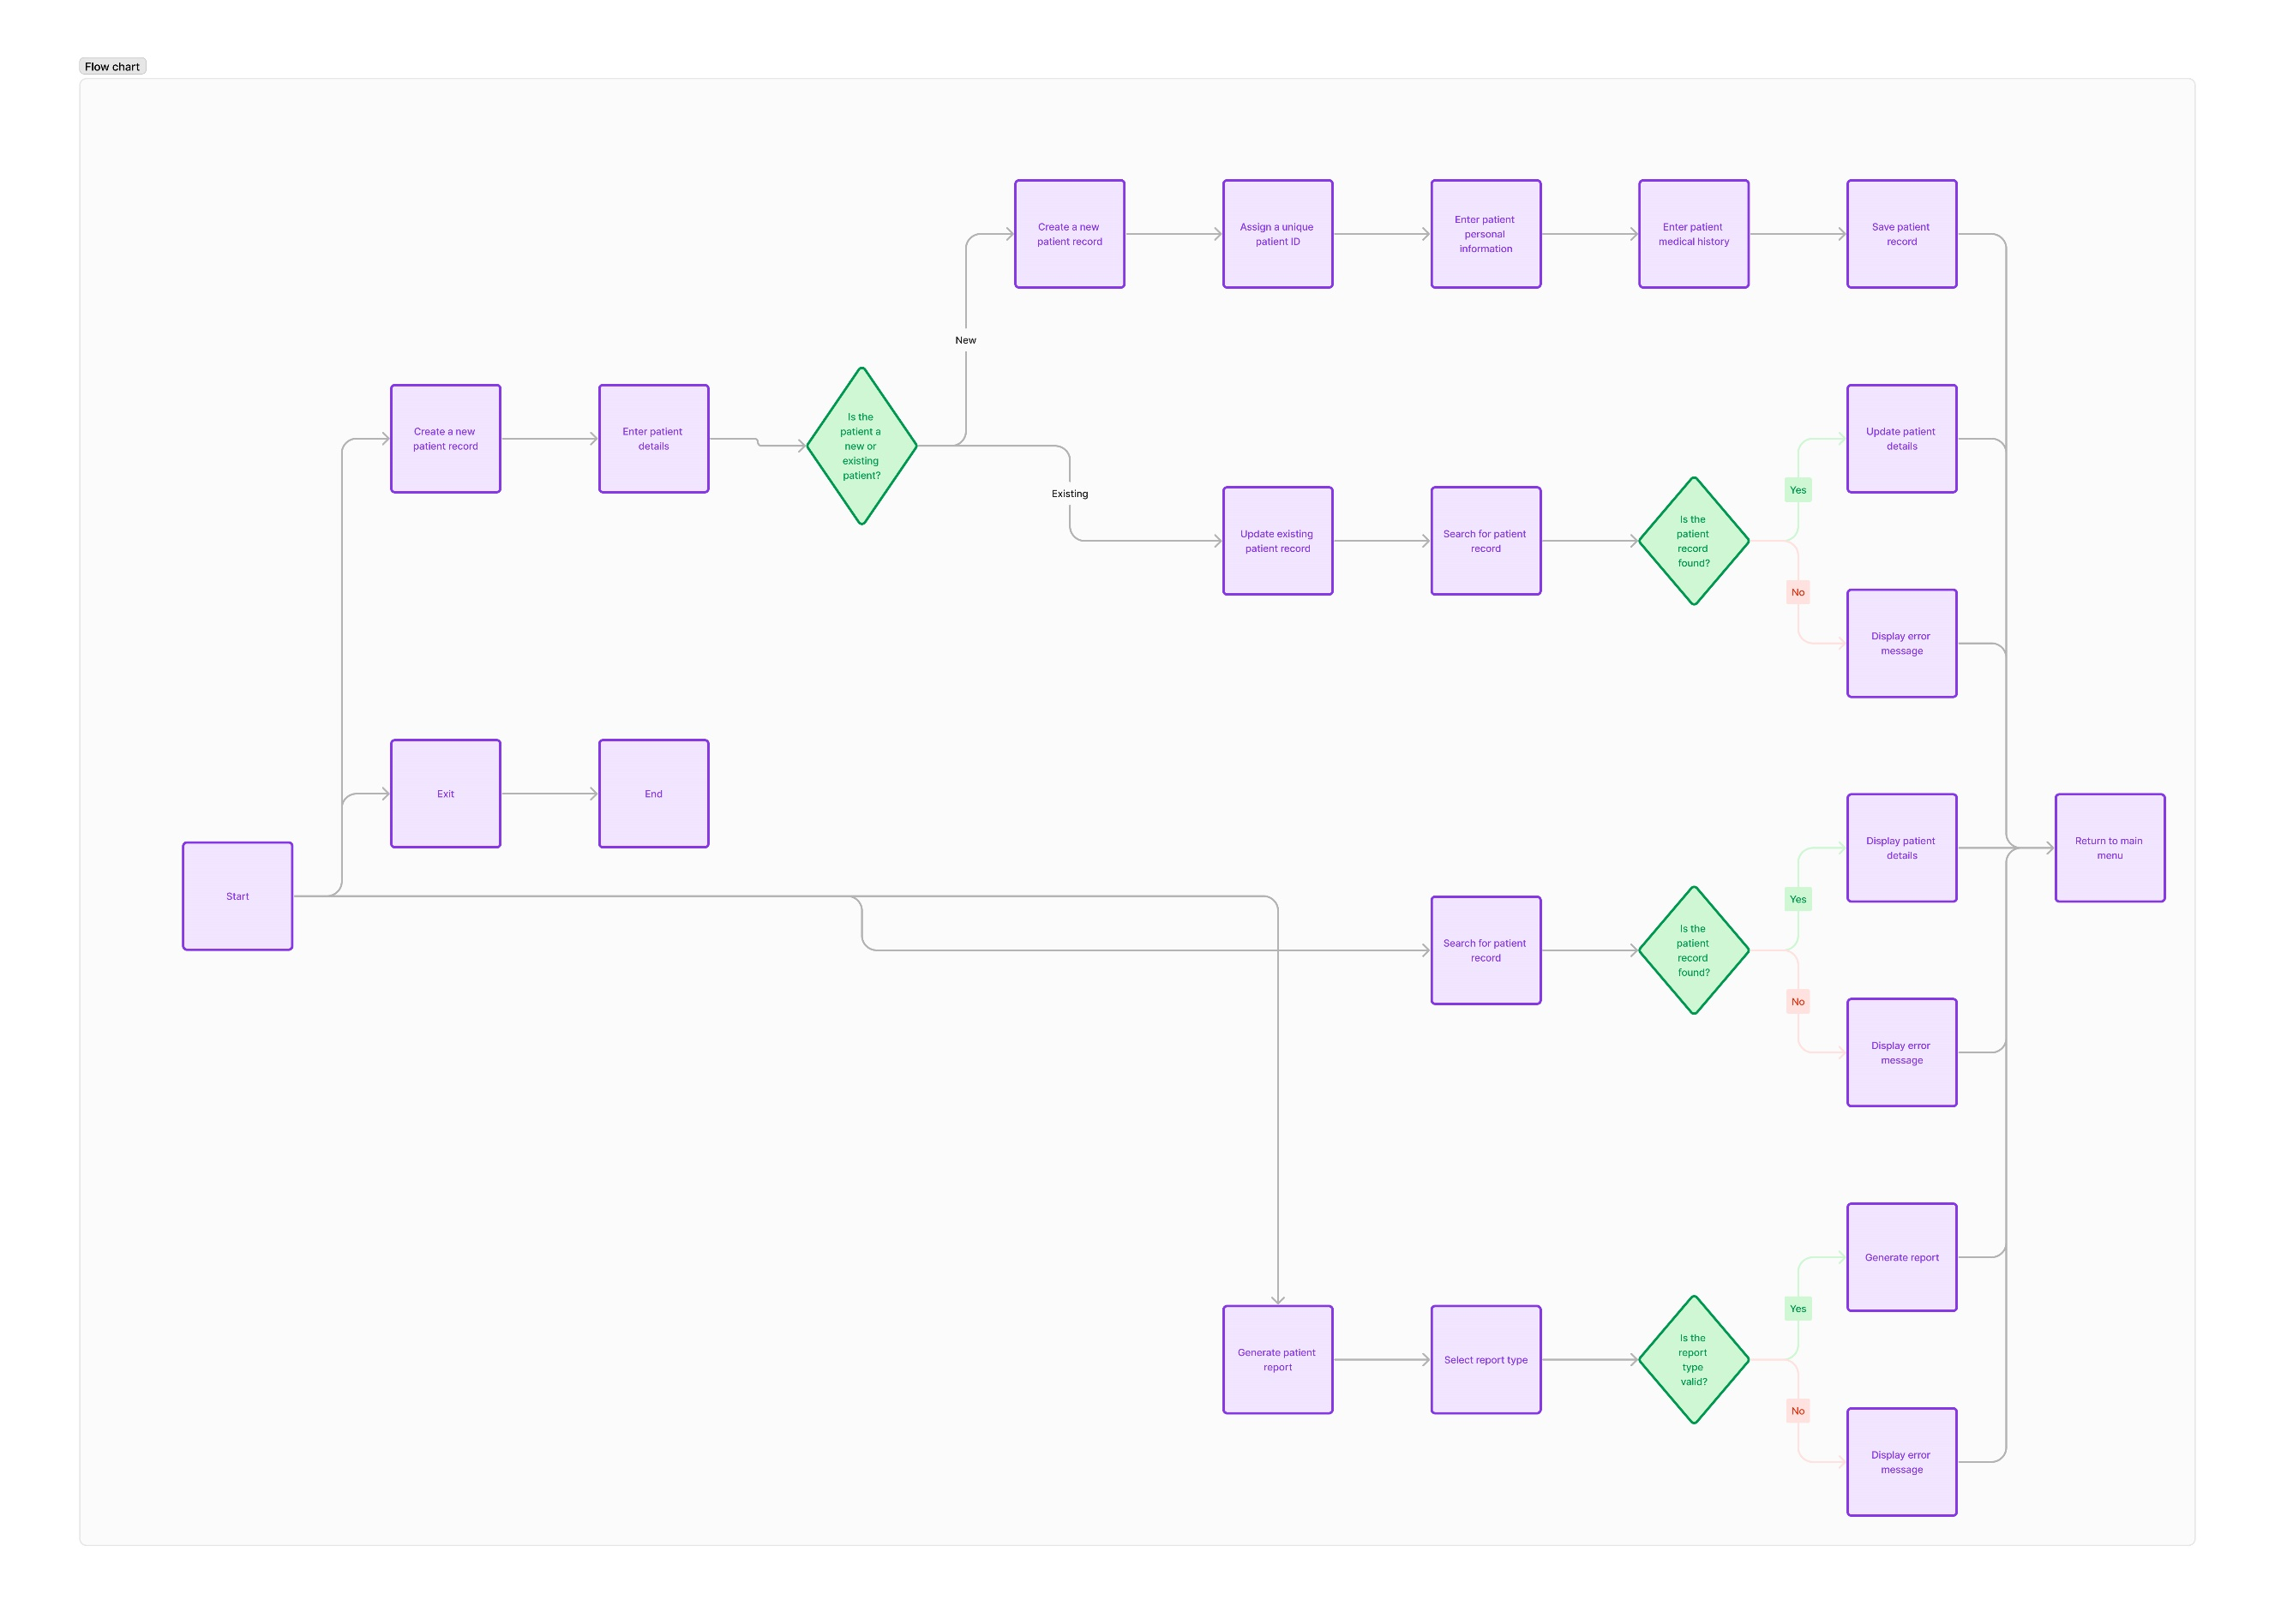 Flow chart
Create a new
patient record
Assign a unique
patient ID
Enter patient
personal
information
Enter patient
medical history
Save patient
record
New
Create a new
patient record
Enter patient
details
Is the
patient a
new or
existing
patient?
Existing
Update existing
patient record
Search for patient
record
Is the
patient
record
found?
Yes
Update patient
details
No
Display error
message
Exit
End
Start
Search for patient
record
Is the
patient
record
found?
Yes
Display patient
details
No
Display error
message
Return to main
menu
Generate patient
report
Select report type
Is the
report
type
valid?
Yes
Generate report
No
Display error
message